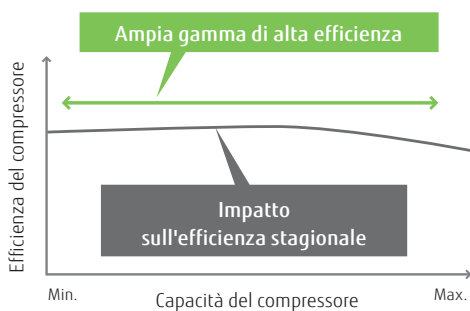 Ampia gamma di alta efficienza
Efficienza del compressore
Impatto
sull'efficienza stagionale
Min.
Capacità del compressore
Max.